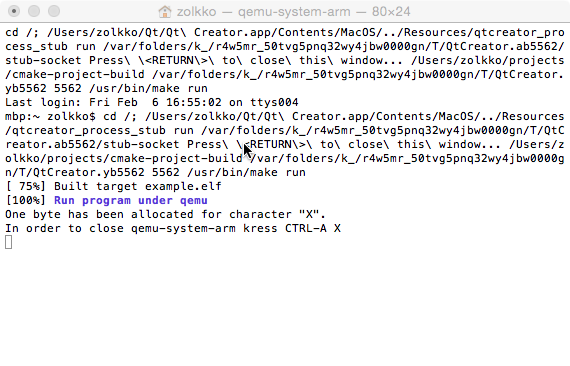 zolkko — qemu-system-arm — 80×24
cd /; /Users/zolkko/Qt/Qt\ Creator.app/Contents/MacOS/../Resources/qtcreator_pro
cess_stub run /var/folders/k_/r4w5mr_50tvg5pnq32wy4jbw0000gn/T/QtCreator.ab5562/
stub-socket Press\ \<RETURN\>\ to\ close\ this\ window... /Users/zolkko/projects
/cmake-project-build /var/folders/k_/r4w5mr_50tvg5pnq32wy4jbw0000gn/T/QtCreator.
yb5562 5562 /usr/bin/make run
Last login: Fri Feb  6 16:55:02 on ttys004
mbp:~ zolkko$ cd /; /Users/zolkko/Qt/Qt\ Creator.app/Contents/MacOS/../Resources
/qtcreator_process_stub run /var/folders/k_/r4w5mr_50tvg5pnq32wy4jbw0000gn/T/QtC
reator.ab5562/stub-socket Press\ \<RETURN\>\ to\ close\ this\ window... /Users/z
olkko/projects/cmake-project-build /var/folders/k_/r4w5mr_50tvg5pnq32wy4jbw0000g
n/T/QtCreator.yb5562 5562 /usr/bin/make run
[ 75%] Built target example.elf
[100%] Run program under qemu
One byte has been allocated for character "X".
In order to close qemu-system-arm kress CTRL-A X